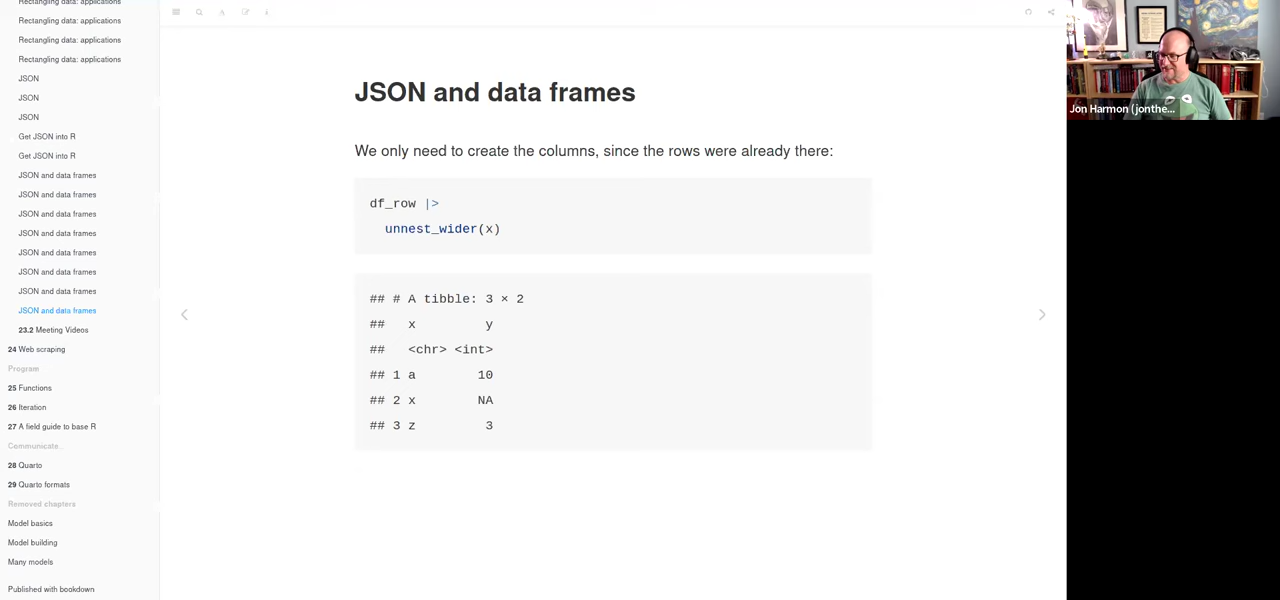 Rectangling data: applications
Rectangling data: applications
Rectangling data: applications
Rectangling data: applications
JSON
JSON
JSON
Get JSON into R
Get JSON into R
JSON and data frames
JSON and data frames
JSON and data frames
JSON and data frames
JSON and data frames
JSON and data frames
JSON and data frames
JSON and data frames
23.2 Meeting Videos
24 Web scraping
Program
25 Functions
26 Iteration
27 A field guide to base R
Communicate
28 Quarto
29 Quarto formats
Removed chapters
Model basics
Model building
Many models
Published with bookdown
JSON and data frames
We only need to create the columns, since the rows were already there:
df_row |>
  unnest_wider(x)
## # A tibble: 3 × 2
##   x         y
##   <chr> <int>
## 1 a        10
## 2 x        NA
## 3 z         3
Jon Harmon (jonthe...